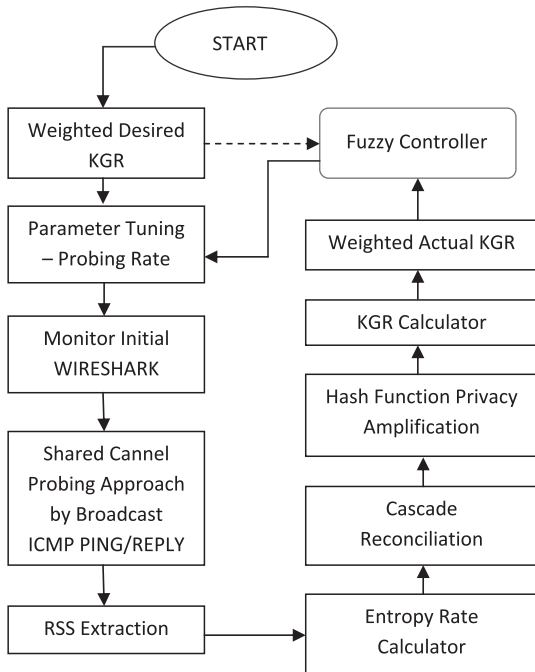 START
Weighted Desired
KGR
Parameter Tuning
– Probing Rate
Monitor Initial
WIRESHARK
Shared Cannel
Probing Approach
by Broadcast
ICMP PING/REPLY
RSS Extraction
Entropy Rate
Calculator
Cascade
Reconciliation
Hash Function Privacy
Amplification
KGR Calculator
Weighted Actual KGR
Fuzzy Controller